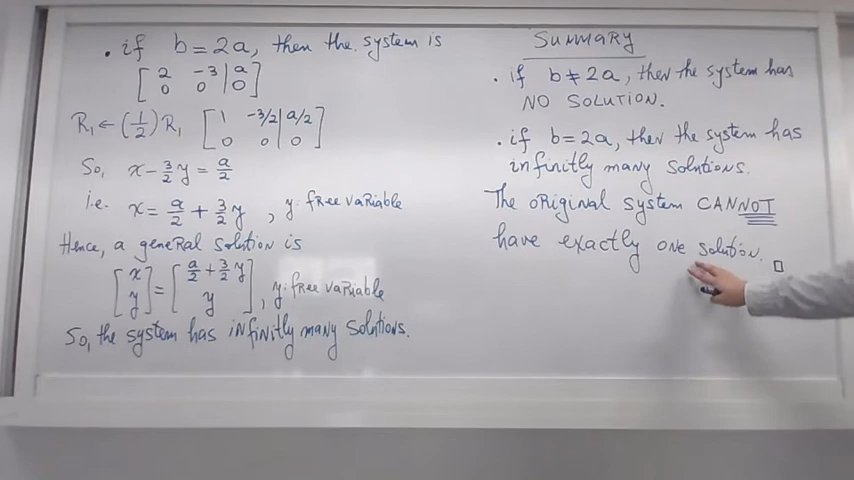 . if b = 2a, then the system is
[ 2 -3 | a
0 0 | 0 ]
R₁ ← (1/2) R₁ [ 1 -3/2 | a/2
0 0 | 0 ]
So, x - 3/2 y = a/2
i.e. x = a/2 + 3/2 y , y: free variable
Hence, a general solution is
[ x
y ] = [ a/2 + 3/2 y
y ] , y: free variable
So, the system has infinitly many solutions.
SUMMARY
. if b ≠ 2a, then the system has
NO SOLUTION.
. if b = 2a, then the system has
infinitly many solutions.
The original system CANNOT
have exactly one solution. □